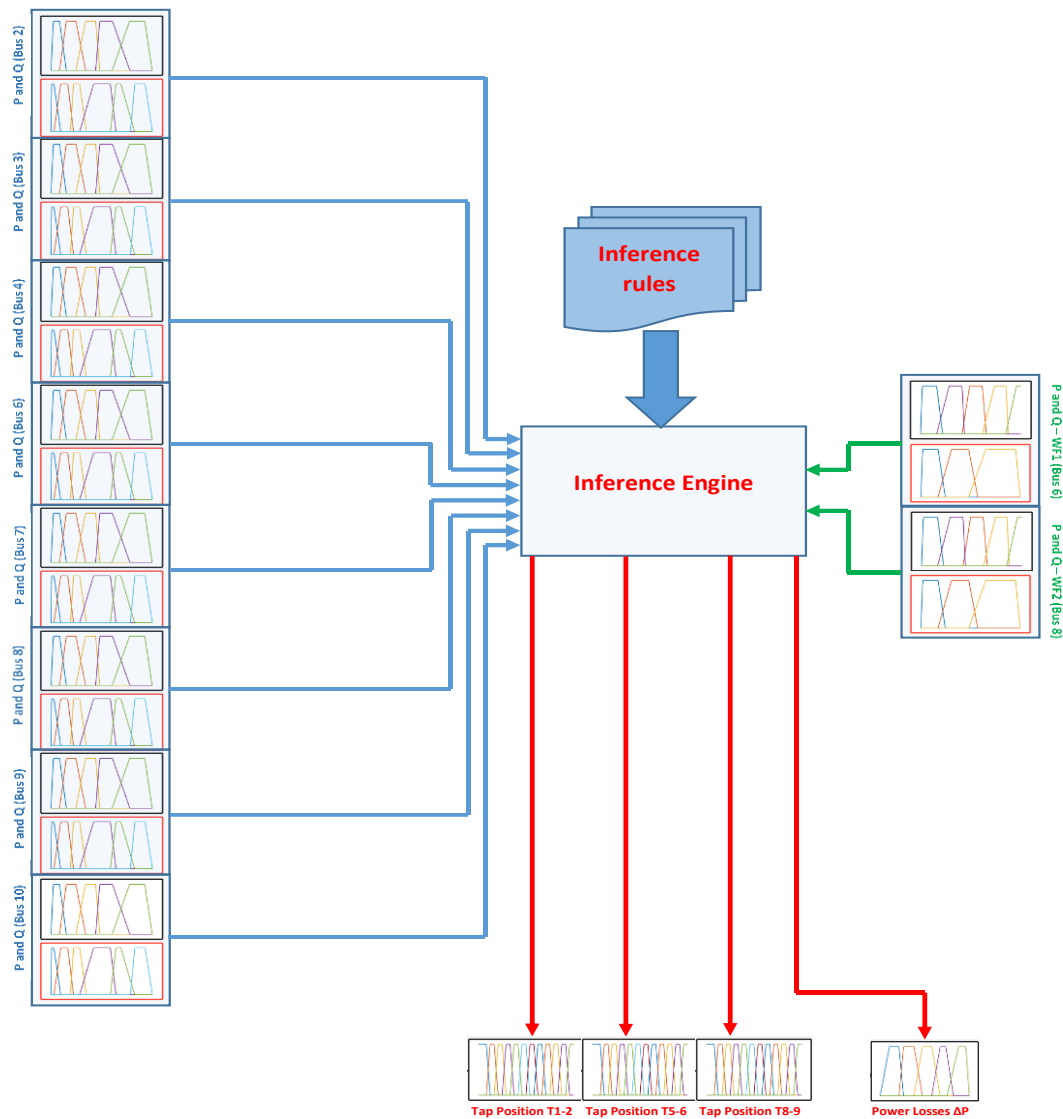 P and Q (Bus 2)
P and Q (Bus 3)
P and Q (Bus 4)
P and Q (Bus 6)
P and Q (Bus 7)
P and Q (Bus 8)
P and Q (Bus 9)
P and Q (Bus 10)
Inference
rules
Inference Engine
P and Q – WF1 (Bus 6)
P and Q – WF2 (Bus 8)
Tap Position T1-2
Tap Position T5-6
Tap Position T8-9
Power Losses ΔP